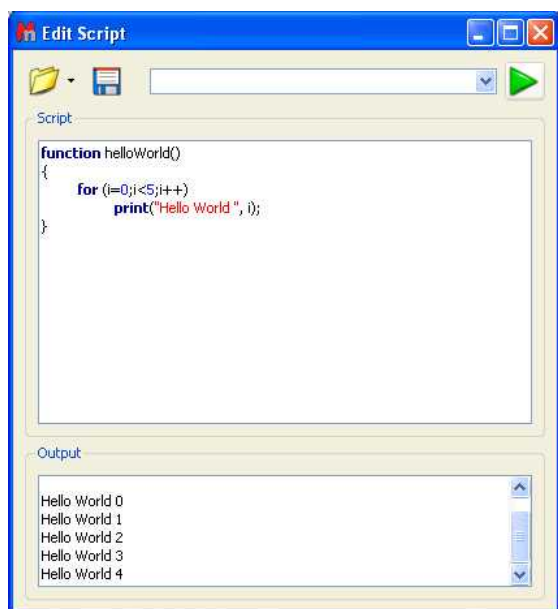 Edit Script
Script
function helloWorld()
{
for (i=0;i<5;i++)
print("Hello World ", i);
}
Output
Hello World 0
Hello World 1
Hello World 2
Hello World 3
Hello World 4